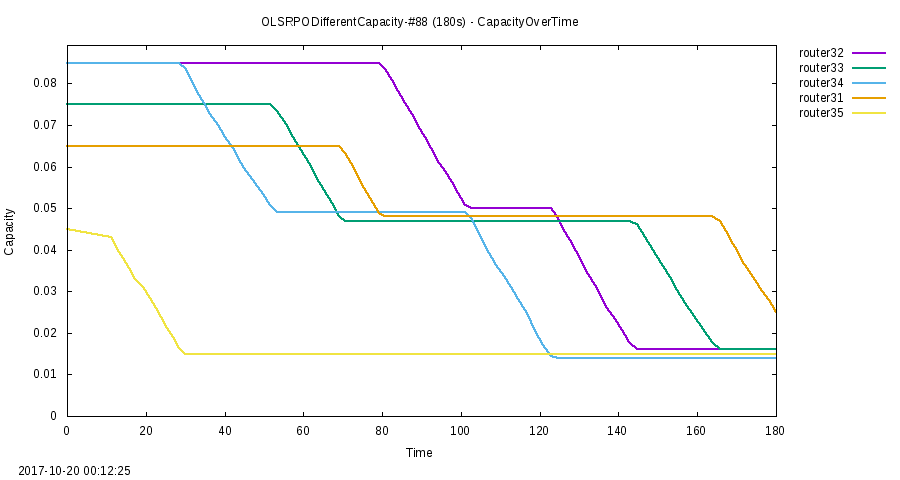 OLSRPODifferentCapacity-#88 (180s) - CapacityOverTime
router32
router33
router34
router31
router35
0.08
0.07
0.06
0.05
0.04
0.03
0.02
0.01
0
Capacity
0 20 40 60 80 100 120 140 160 180
Time
2017-10-20 00:12:25